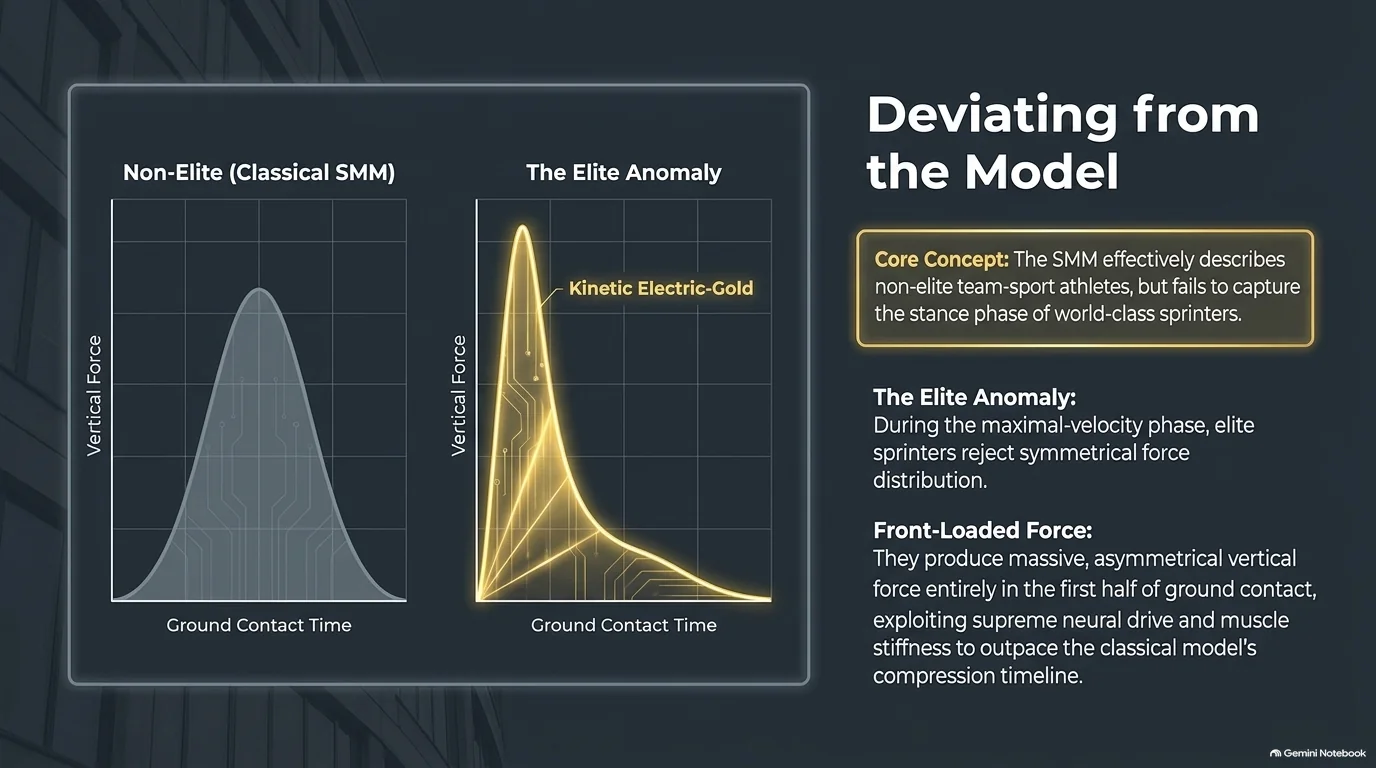 Deviating from
the Model
Non-Elite (Classical SMM)
Vertical Force
Ground Contact Time
The Elite Anomaly
Kinetic Electric-Gold
Vertical Force
Ground Contact Time
Core Concept: The SMM effectively describes
non-elite team-sport athletes, but fails to capture
the stance phase of world-class sprinters.
The Elite Anomaly:
During the maximal-velocity phase, elite
sprinters reject symmetrical force
distribution.
Front-Loaded Force:
They produce massive, asymmetrical vertical
force entirely in the first half of ground contact,
exploiting supreme neural drive and muscle
stiffness to outpace the classical model's
compression timeline.
Gemini Notebook